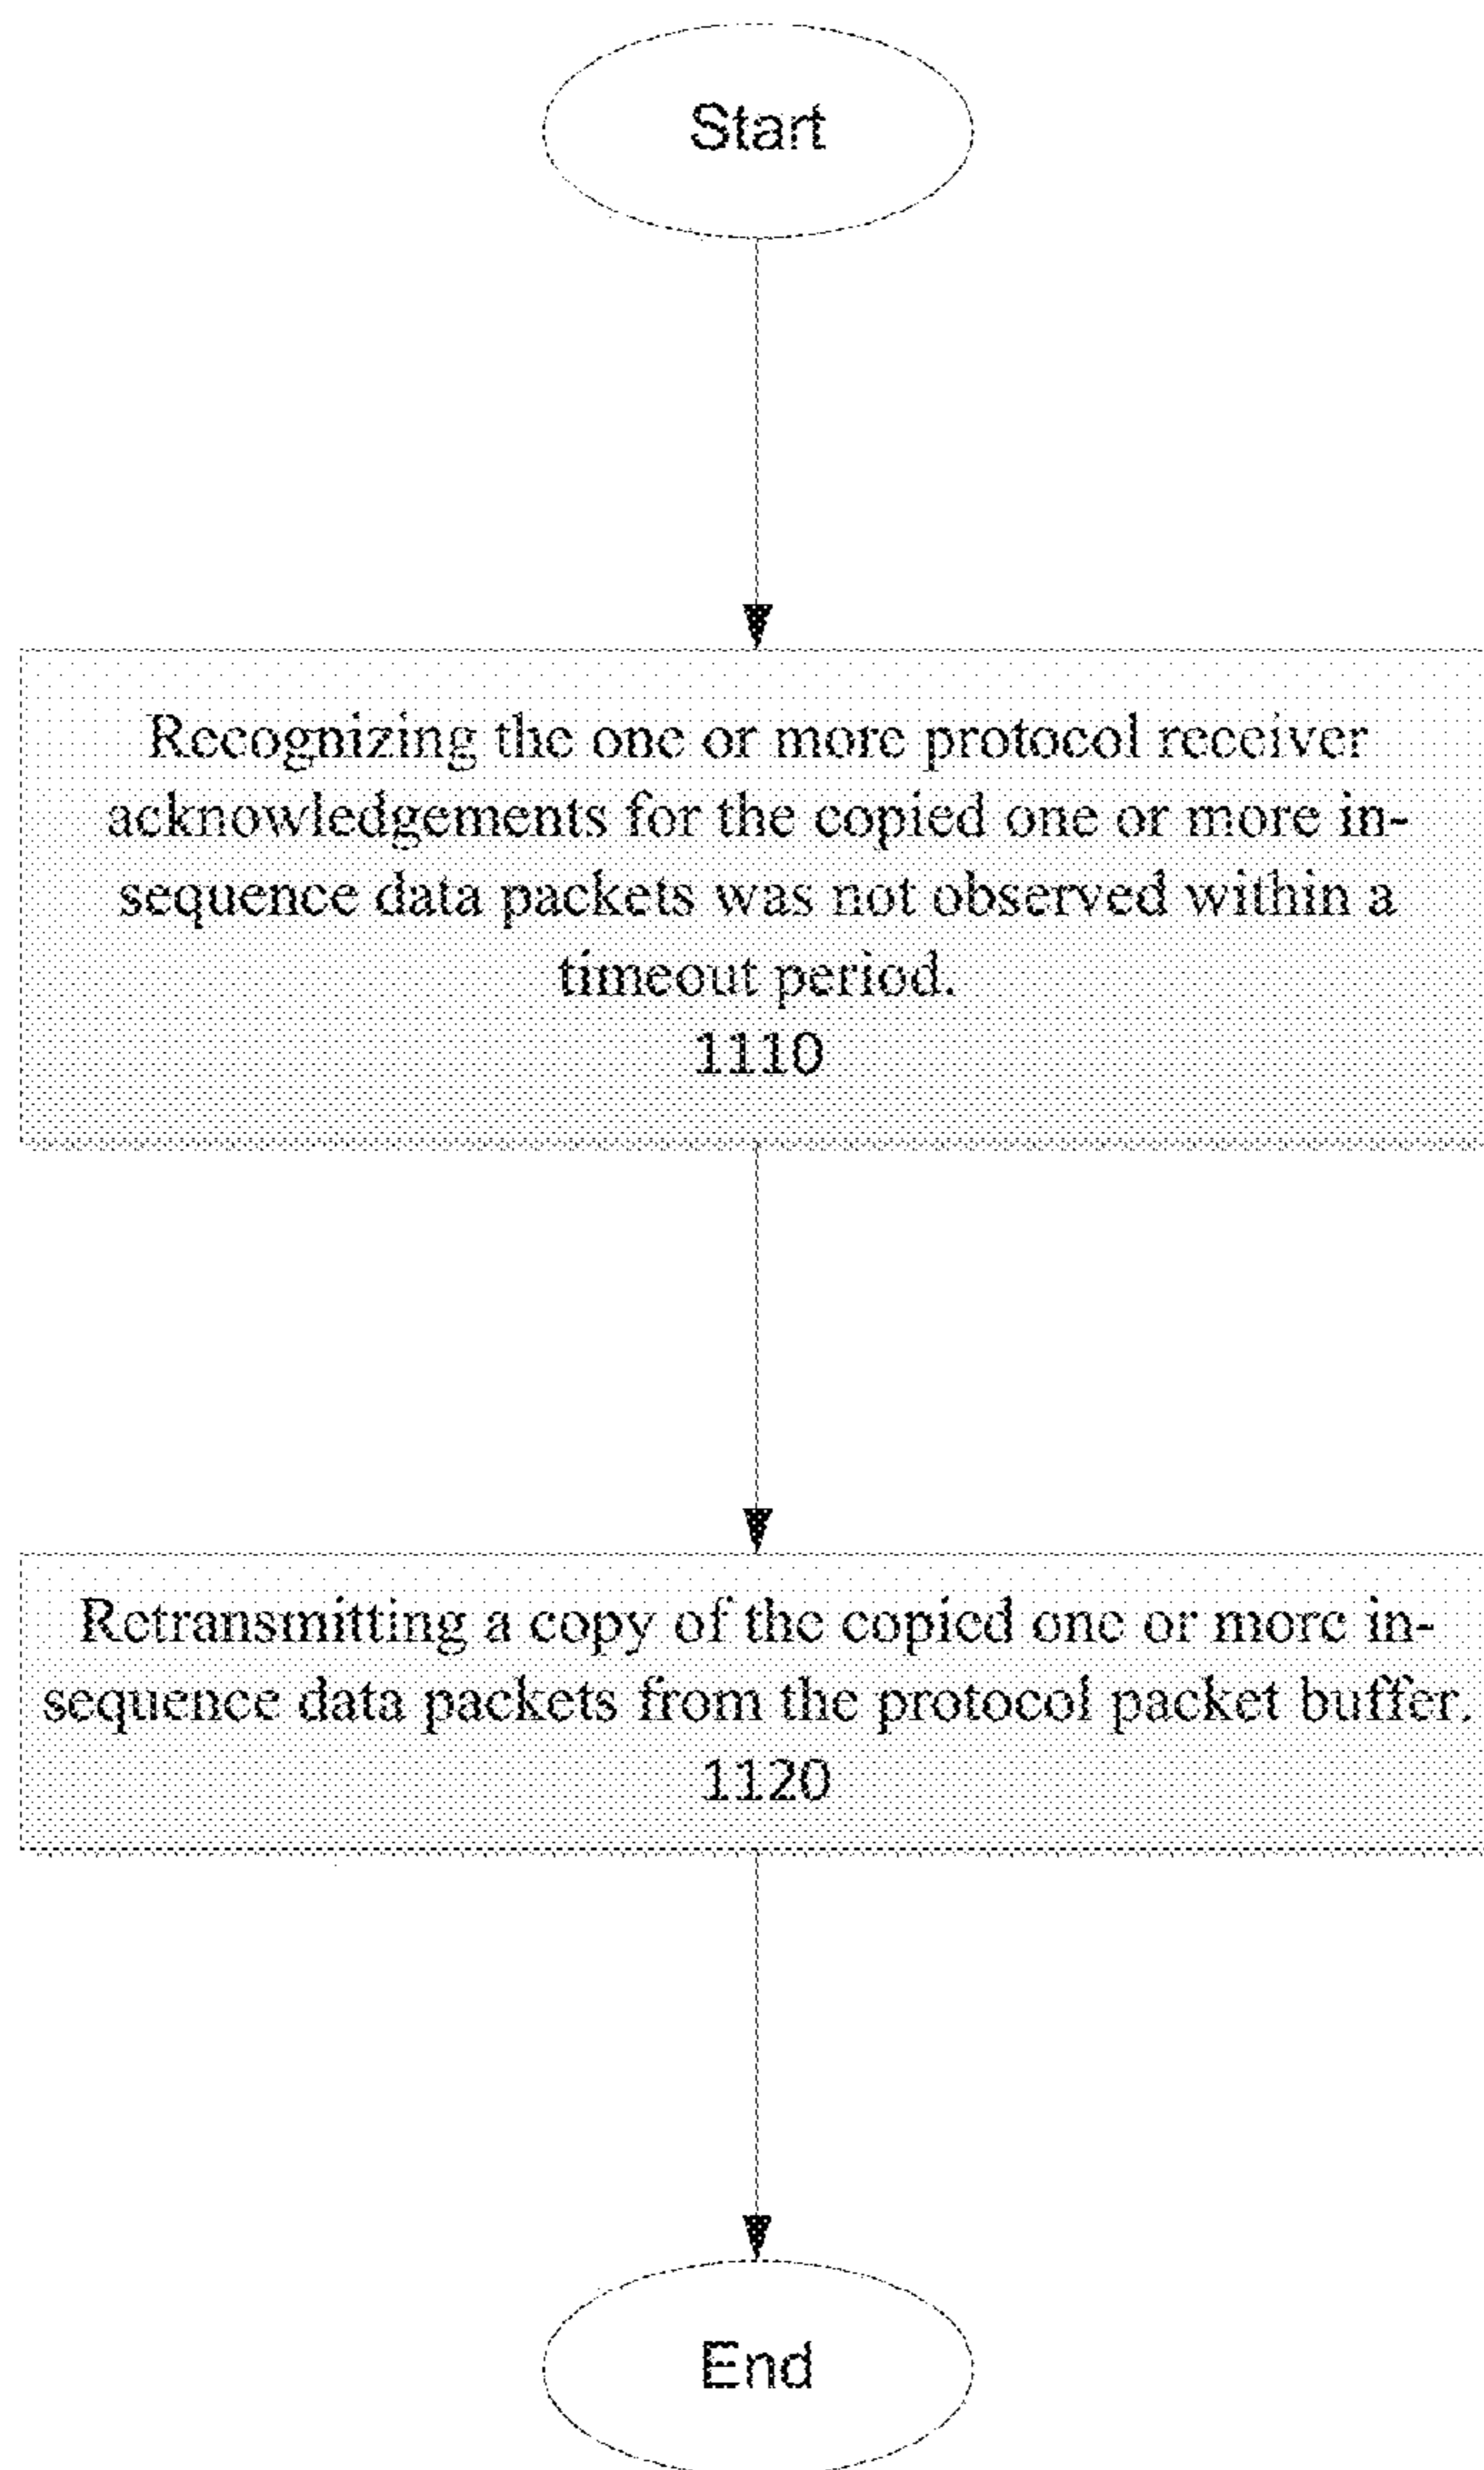 Start
Recognizing the one or more protocol receiver
acknowledgements for the copied one or more in-
sequence data packets was not observed within a
timeout period.
1110
Retransmitting a copy of the copied one or more in-
sequence data packets from the protocol packet buffer.
1120
End